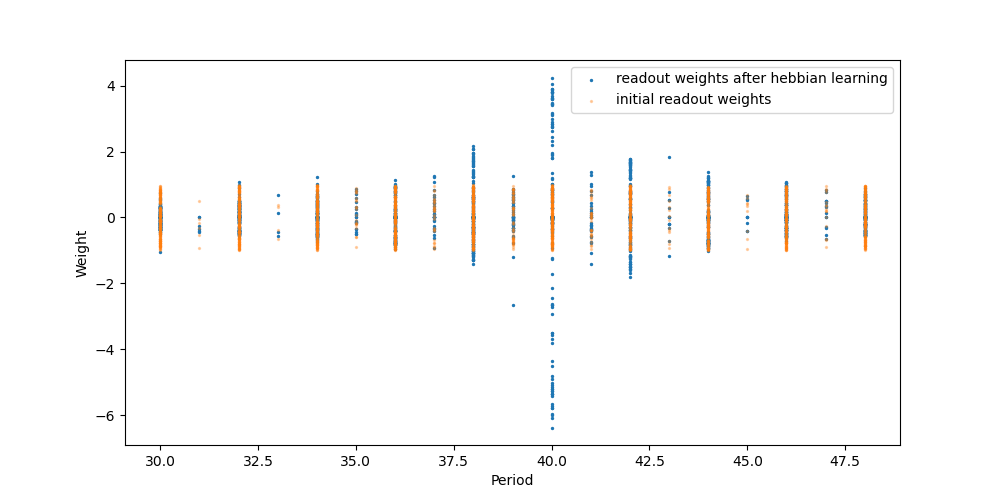 readout weights after hebbian learning
initial readout weights
4
2
0
−2
−4
−6
Weight
30.0 32.5 35.0 37.5 40.0 42.5 45.0 47.5
Period